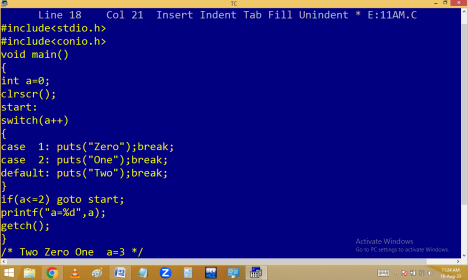 TC
Line 18 Col 21 Insert Indent Tab Fill Unindent * E:11AM.C
#include<stdio.h>
#include<conio.h>
void main()
{
int a=0;
clrscr();
start:
switch(a++)
{
case 1: puts("Zero");break;
case 2: puts("One");break;
default: puts("Two");break;
}
if(a<=2) goto start;
printf("a=%d",a);
getch();
}
/* Two Zero One a=3 */
Activate Windows
Go to PC settings to activate Windows.